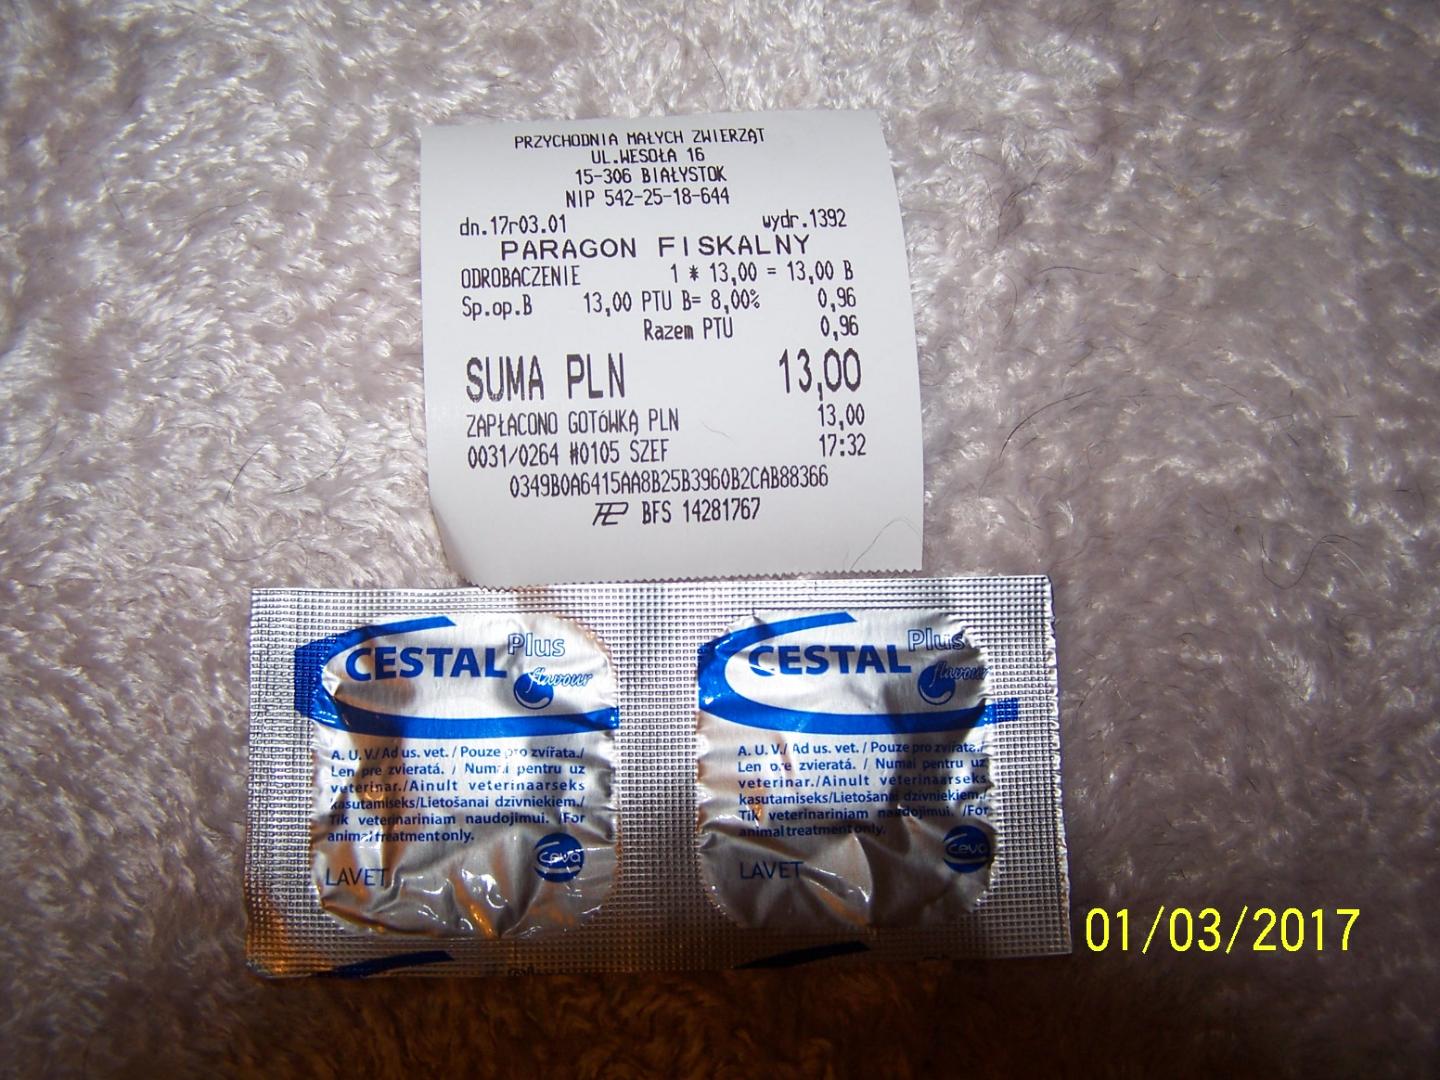 PRZYCHODNIA MAŁYCH ZWIERZĄT
UL.WESOŁA 16
15-306 BIAŁYSTOK
NIP 542-25-18-644
dn.17r03.01 wydr.1392
PARAGON FISKALNY
ODROBACZENIE 1 * 13,00 = 13,00 B
Sp.op.B 13,00 PTU B= 8,00% 0,96
Razem PTU 0,96
SUMA PLN 13,00
ZAPŁACONO GOTÓWKĄ PLN 13,00
0031/0264 #0105 SZEF 17:32
0349B0A6415AA8B25B3960B2CAB88366
BFS 14281767
CESTAL Plus
flavour
A. U. V./ Ad us. vet. / Pouze pro zvířata./
Len pre zvieratá. / Numai pentru uz
veterinar./Ainult veterinaarseks
kasutamiseks/Lietošanai dzīvniekiem./
Tik veterinariniam naudojimui. /For
animal treatment only.
ceva
LAVET
CESTAL Plus
flavour
A. U. V./ Ad us. vet. / Pouze pro zvířata./
Len pre zvieratá. / Numai pentru uz
veterinar./Ainult veterinaarseks
kasutamiseks/Lietošanai dzīvniekiem./
Tik veterinariniam naudojimui. /For
animal treatment only.
ceva
LAVET
01/03/2017